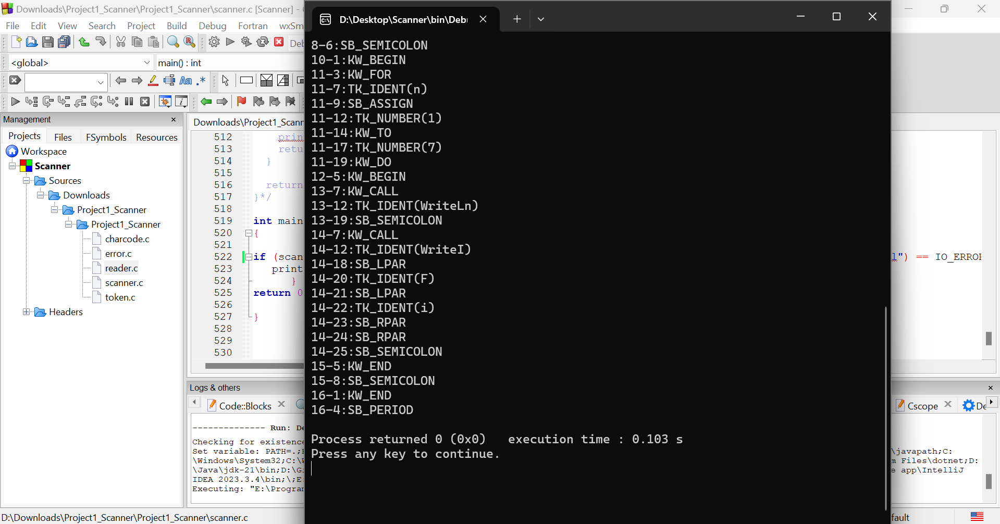 Downloads\Project1_Scanner\Project1_Scanner\scanner.c [Scanner] -
File Edit View Search Project Build Debug Fortran wxSm
<global>
main() : int
Management
Projects Files FSymbols Resources
Workspace
Scanner
Sources
Downloads
Project1_Scanner
Project1_Scanner
charcode.c
error.c
reader.c
scanner.c
token.c
Headers
Downloads\Project1_Scann
512 prin
513 retu
514 }
515
516 return
517 }*/
518
519 int main
520 {
521
522 if (scan
523 print
524 }
525 return 0
526
527 }
528
529
530
") == IO_ERROR
Logs & others
Code::Blocks
Cscope
De
-------------- Run: De
Checking for existence
Set variable: PATH=.;
\Windows\System32;C:\W
\Java\jdk-21\bin;D:\G
IDEA 2023.3.4\bin;\;E
Executing: "E:\Program
\javapath;C:
m Files\dotnet;D:
e app\IntelliJ
D:\Downloads\Project1_Scanner\Project1_Scanner\scanner.c
fault
D:\Desktop\Scanner\bin\Deb
8-6:SB_SEMICOLON
10-1:KW_BEGIN
11-3:KW_FOR
11-7:TK_IDENT(n)
11-9:SB_ASSIGN
11-12:TK_NUMBER(1)
11-14:KW_TO
11-17:TK_NUMBER(7)
11-19:KW_DO
12-5:KW_BEGIN
13-7:KW_CALL
13-12:TK_IDENT(WriteLn)
13-19:SB_SEMICOLON
14-7:KW_CALL
14-12:TK_IDENT(WriteI)
14-18:SB_LPAR
14-20:TK_IDENT(F)
14-21:SB_LPAR
14-22:TK_IDENT(i)
14-23:SB_RPAR
14-24:SB_RPAR
14-25:SB_SEMICOLON
15-5:KW_END
15-8:SB_SEMICOLON
16-1:KW_END
16-4:SB_PERIOD
Process returned 0 (0x0)   execution time : 0.103 s
Press any key to continue.